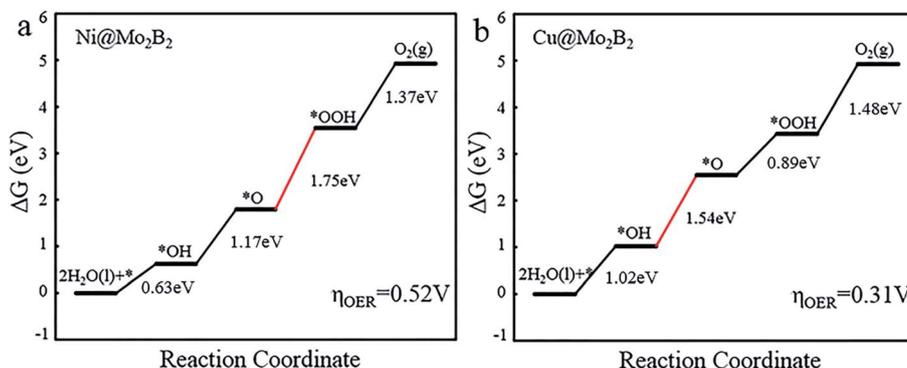 a
Ni@Mo₂B₂
6
5
4
3
2
1
0
-1
ΔG (eV)
2H₂O(l)+*
0.63eV
*OH
1.17eV
*O
1.75eV
*OOH
1.37eV
O₂(g)
ηOER=0.52V
Reaction Coordinate
b
Cu@Mo₂B₂
6
5
4
3
2
1
0
-1
ΔG (eV)
2H₂O(l)+*
1.02eV
*OH
1.54eV
*O
0.89eV
*OOH
1.48eV
O₂(g)
ηOER=0.31V
Reaction Coordinate